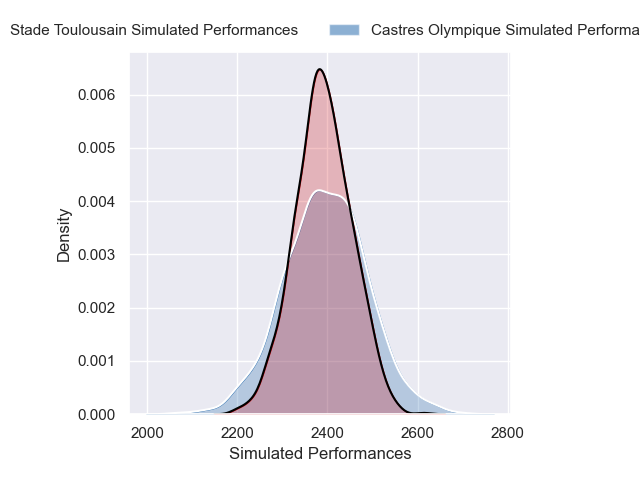 Stade Toulousain Simulated Performances Castres Olympique Simulated Performa
0.006
0.005
0.004
0.003
0.002
0.001
0.000
Density
2000 2200 2400 2600 2800
Simulated Performances